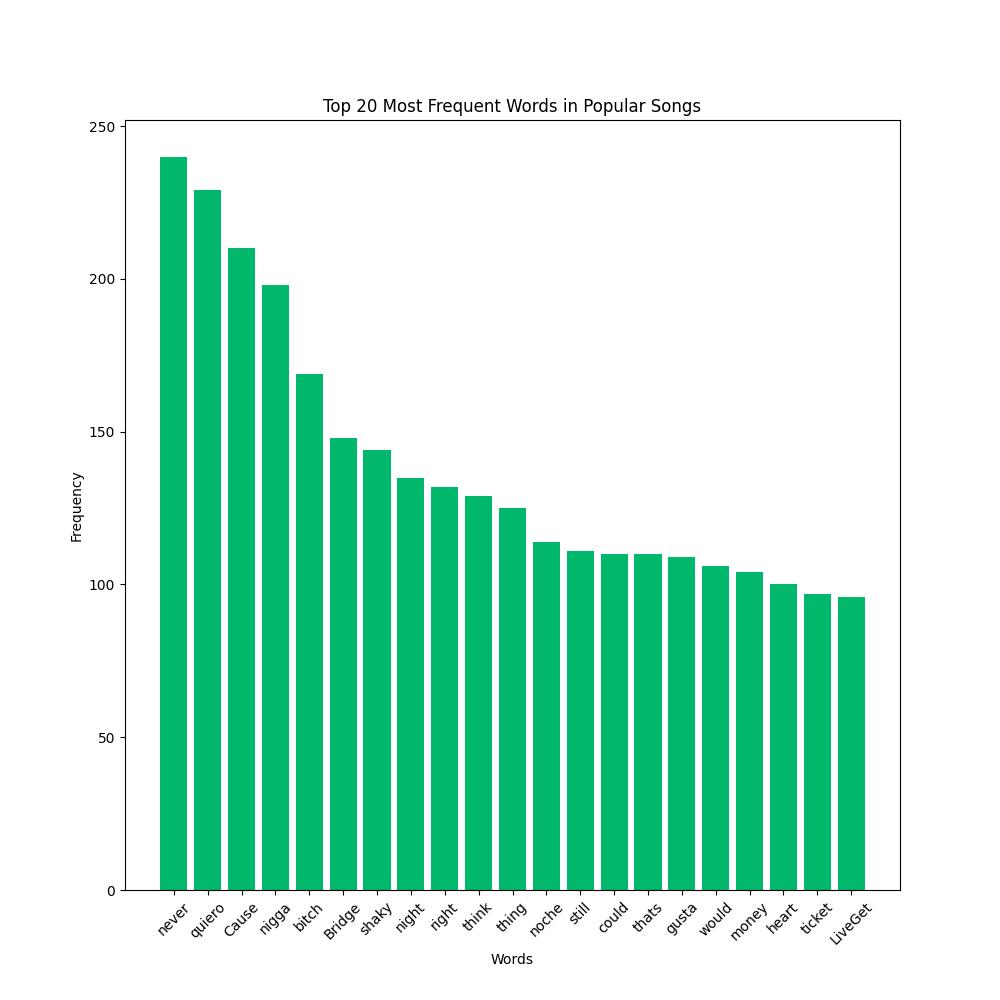 Top 20 Most Frequent Words in Popular Songs
250
200
150
100
50
0
Frequency
never
quiero
Cause
nigga
bitch
Bridge
shaky
night
right
think
thing
noche
still
could
thats
gusta
would
money
heart
ticket
LiveGet
Words